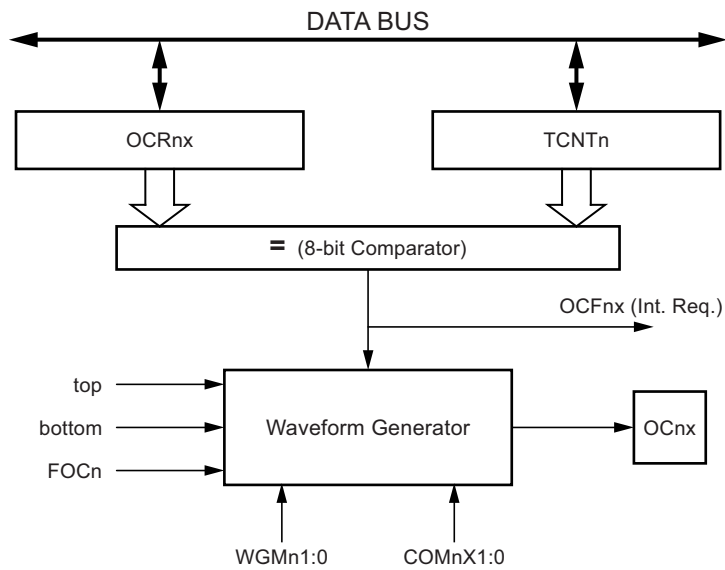 DATA BUS
OCRnx
TCNTn
= (8-bit Comparator)
OCFnx (Int. Req.)
top
bottom
FOCn
Waveform Generator
OCnx
WGMn1:0
COMnX1:0